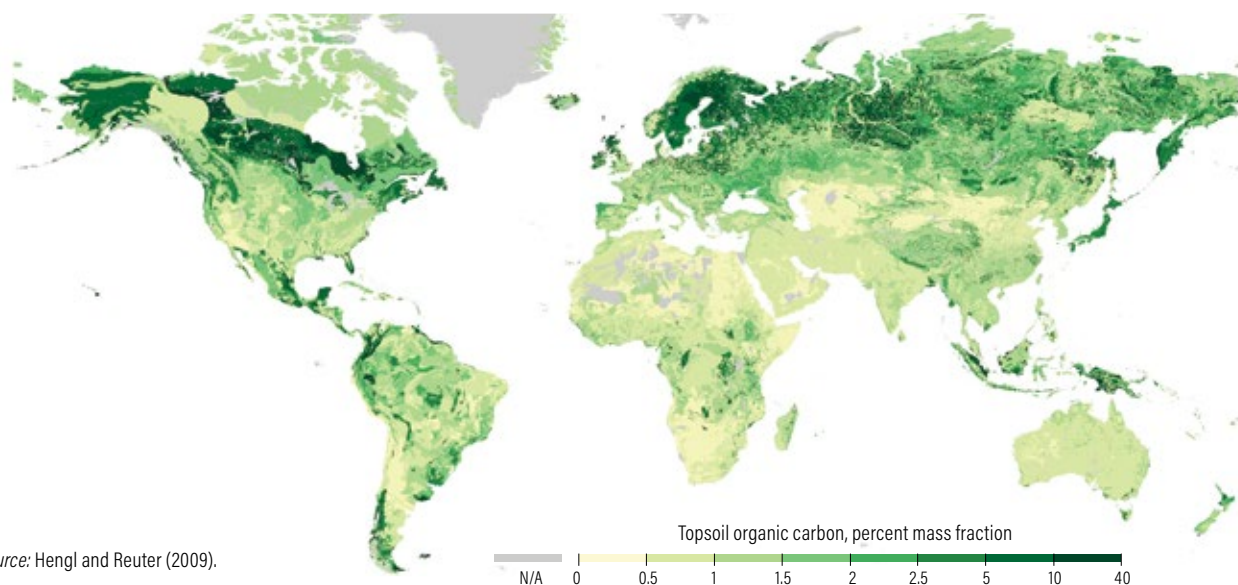 Topsoil organic carbon, percent mass fraction
urce: Hengl and Reuter (2009).
N/A 0 0.5 1 1.5 2 2.5 5 10 40